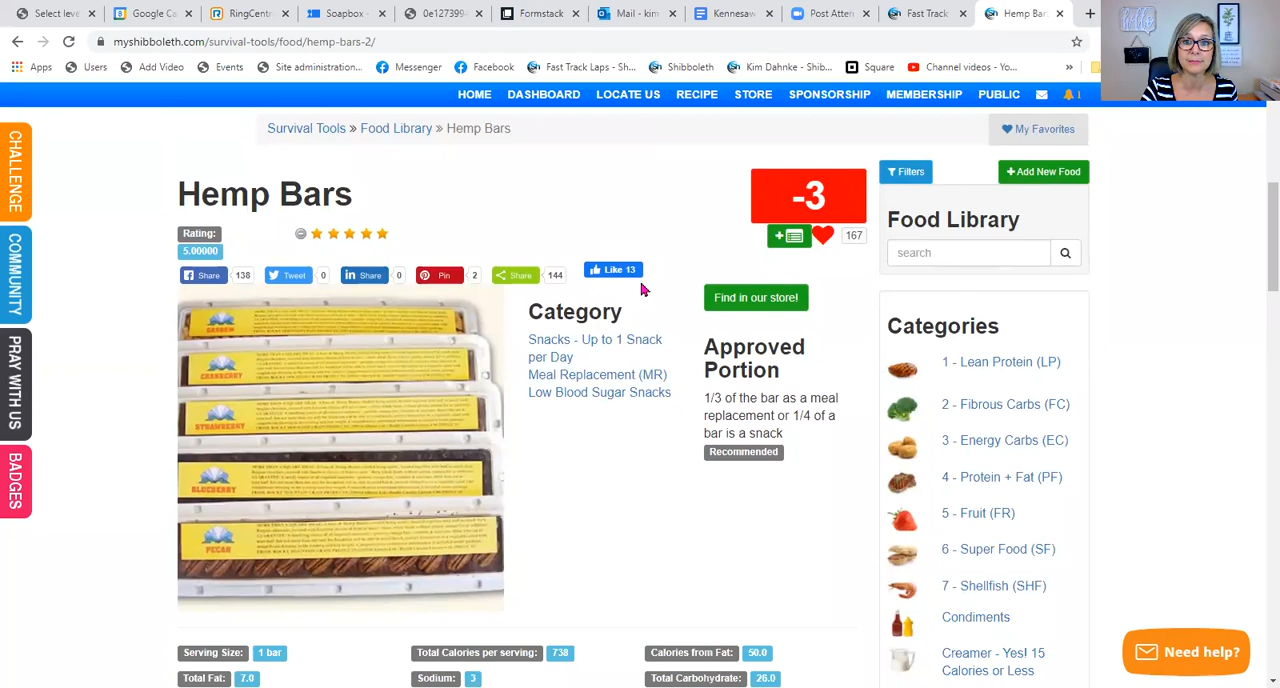 Select leve
Google Ca
RingCentr
Soapbox -
0e127399
Formstack
Mail - kim
Kennesaw
Post Atten
Fast Track
Hemp Bar
myshibboleth.com/survival-tools/food/hemp-bars-2/
Apps
Users
Add Video
Events
Site administration...
Messenger
Fast Track Laps - Sh...
Shibboleth
Kim Dahnke - Shib...
Square
Channel videos - Yo...
»
HOME
DASHBOARD
LOCATE US
RECIPE
STORE
SPONSORSHIP
MEMBERSHIP
PUBLIC
1
CHALLENGE
COMMUNITY
PRAY WITH US
BADGES
Survival Tools » Food Library » Hemp Bars
My Favorites
Hemp Bars
-3
Rating:
5.00000
167
Share 138
Tweet 0
Share 0
Pin 2
Share 144
Like 13
Category
Snacks - Up to 1 Snack
per Day
Meal Replacement (MR)
Low Blood Sugar Snacks
Find in our store!
Approved
Portion
1/3 of the bar as a meal
replacement or 1/4 of a
bar is a snack
Recommended
CASHEW
CRANBERRY
STRAWBERRY
BLUEBERRY
PECAN
Serving Size: 1 bar
Total Calories per serving: 738
Calories from Fat: 50.0
Total Fat: 7.0
Sodium: 3
Total Carbohydrate: 26.0
Filters
+ Add New Food
Food Library
search
Categories
1 - Lean Protein (LP)
2 - Fibrous Carbs (FC)
3 - Energy Carbs (EC)
4 - Protein + Fat (PF)
5 - Fruit (FR)
6 - Super Food (SF)
7 - Shellfish (SHF)
Condiments
Creamer - Yes! 15
Calories or Less
Need help?